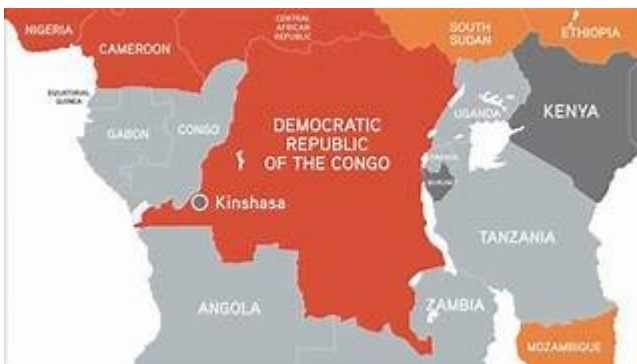 NIGERIA
CAMEROON
CENTRAL
AFRICAN
REPUBLIC
SOUTH
SUDAN
ETHIOPIA
EQUATORIAL
GUINEA
GABON
CONGO
DEMOCRATIC
REPUBLIC
OF THE CONGO
UGANDA
KENYA
Kinshasa
TANZANIA
ANGOLA
ZAMBIA
MOZAMBIQUE